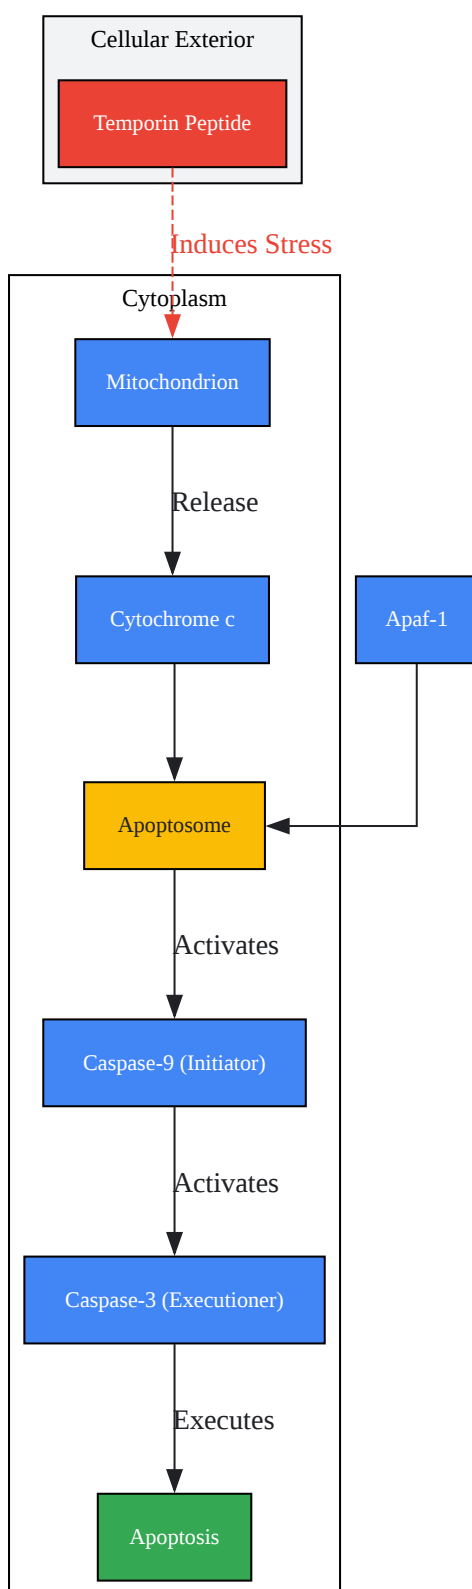 Cellular Exterior
Temporin Peptide
Induces Stress
Cytoplasm
Mitochondrion
Release
Cytochrome c
Apaf-1
Apoptosome
Activates
Caspase-9 (Initiator)
Activates
Caspase-3 (Executioner)
Executes
Apoptosis